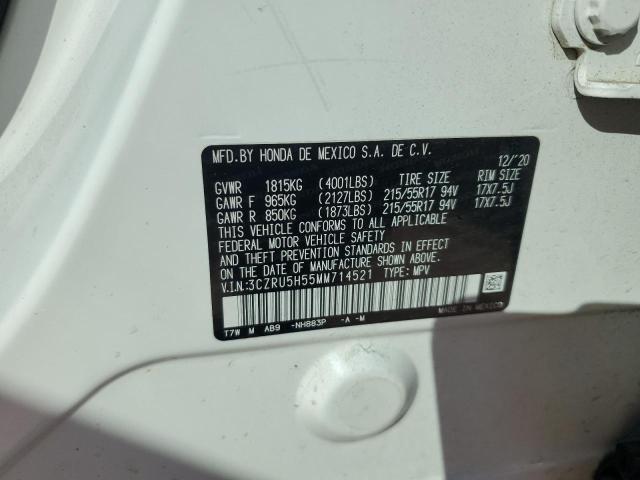 MFD.BY HONDA DE MEXICO S.A. DE C.V. 12/'20
GVWR 1815KG (4001LBS) TIRE SIZE RIM SIZE
GAWR F 965KG (2127LBS) 215/55R17 94V 17X7.5J
GAWR R 850KG (1873LBS) 215/55R17 94V 17X7.5J
THIS VEHICLE CONFORMS TO ALL APPLICABLE
FEDERAL MOTOR VEHICLE SAFETY
AND THEFT PREVENTION STANDARDS IN EFFECT ON
THE DATE OF MANUFACTURE SHOWN ABOVE.
V.I.N.:3CZRU5H55MM714521 TYPE: MPV
T7W M AB9 -NH883P -A -M
MADE IN MEXICO